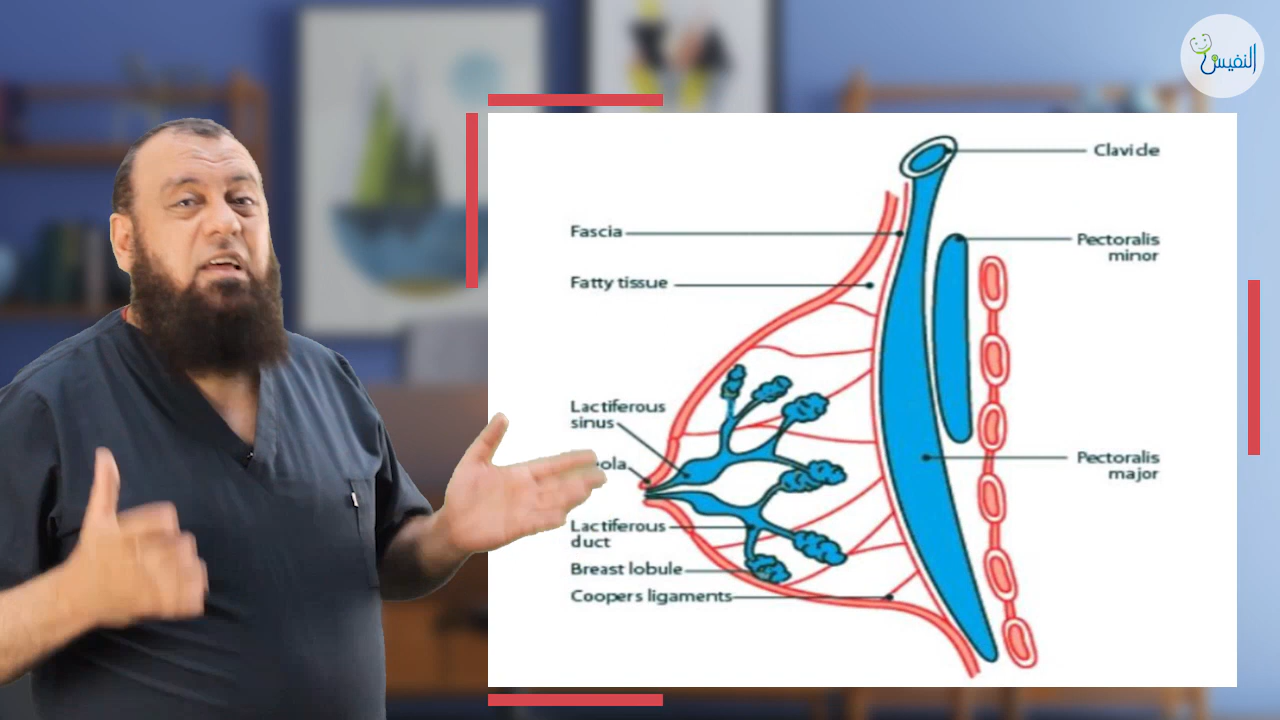 النفيس
Clavicle
Fascia
Pectoralis
minor
Fatty tissue
Lactiferous
sinus
Pectoralis
major
Lactiferous
duct
Breast lobule
Coopers ligaments